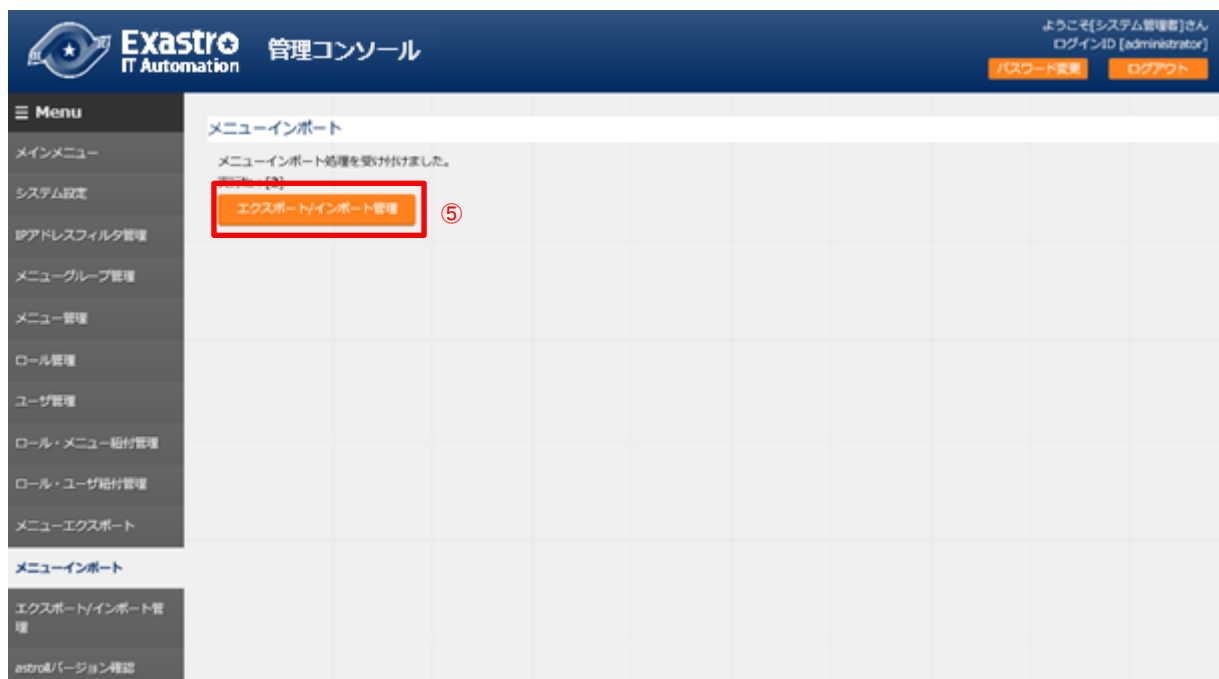 Exastro
IT Automation
管理コンソール
ようこそ[システム管理者]さん
ログインID [administrator]
パスワード変更
ログアウト
Menu
メインメニュー
システム設定
IPアドレスフィルタ管理
メニューグループ管理
メニュー管理
ロール管理
ユーザ管理
ロール・メニュー紐付管理
ロール・ユーザ紐付管理
メニューエクスポート
メニューインポート
エクスポート/インポート管
理
バージョン確認
メニューインポート
メニューインポート処理を受け付けました。
[2]
エクスポート/インポート管理
⑤